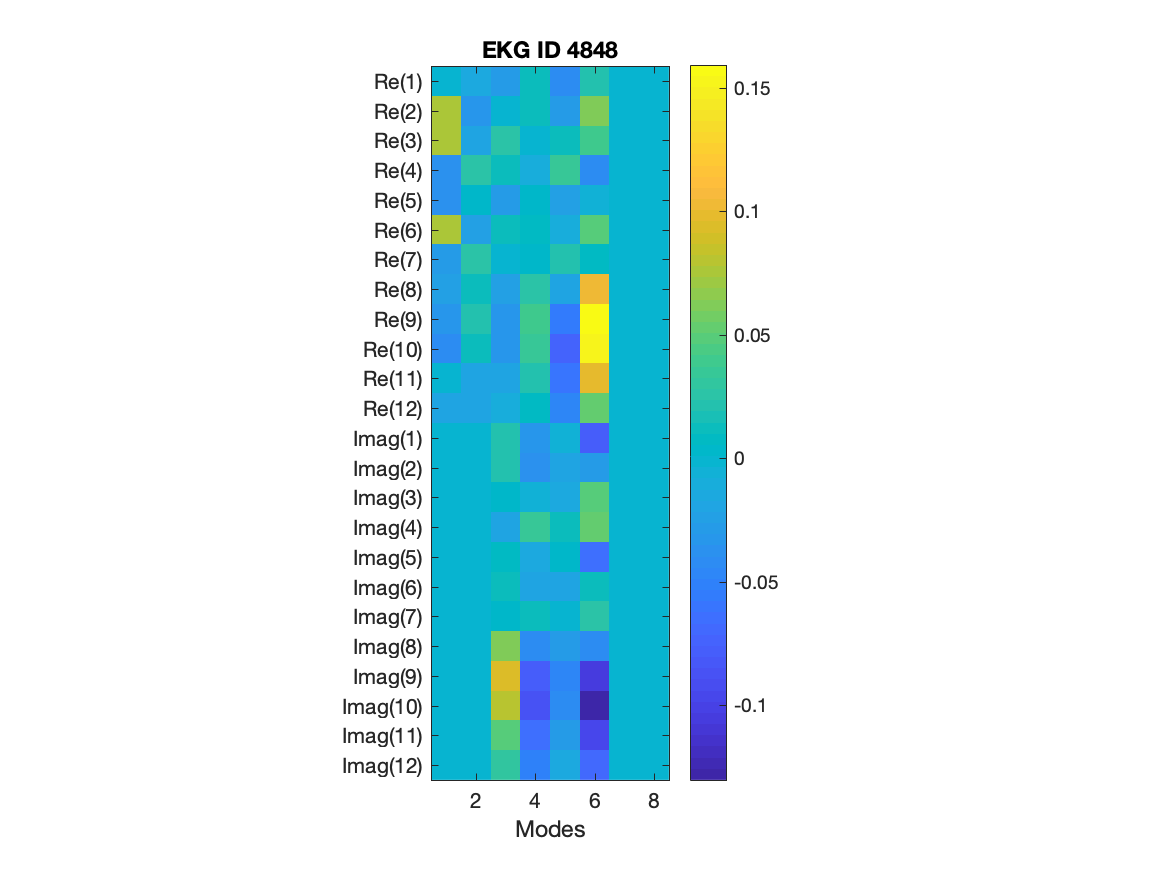 EKG ID 4848
Re(1)
Re(2)
Re(3)
Re(4)
Re(5)
Re(6)
Re(7)
Re(8)
Re(9)
Re(10)
Re(11)
Re(12)
Imag(1)
Imag(2)
Imag(3)
Imag(4)
Imag(5)
Imag(6)
Imag(7)
Imag(8)
Imag(9)
Imag(10)
Imag(11)
Imag(12)
2 4 6 8
Modes
0.15
0.1
0.05
0
-0.05
-0.1